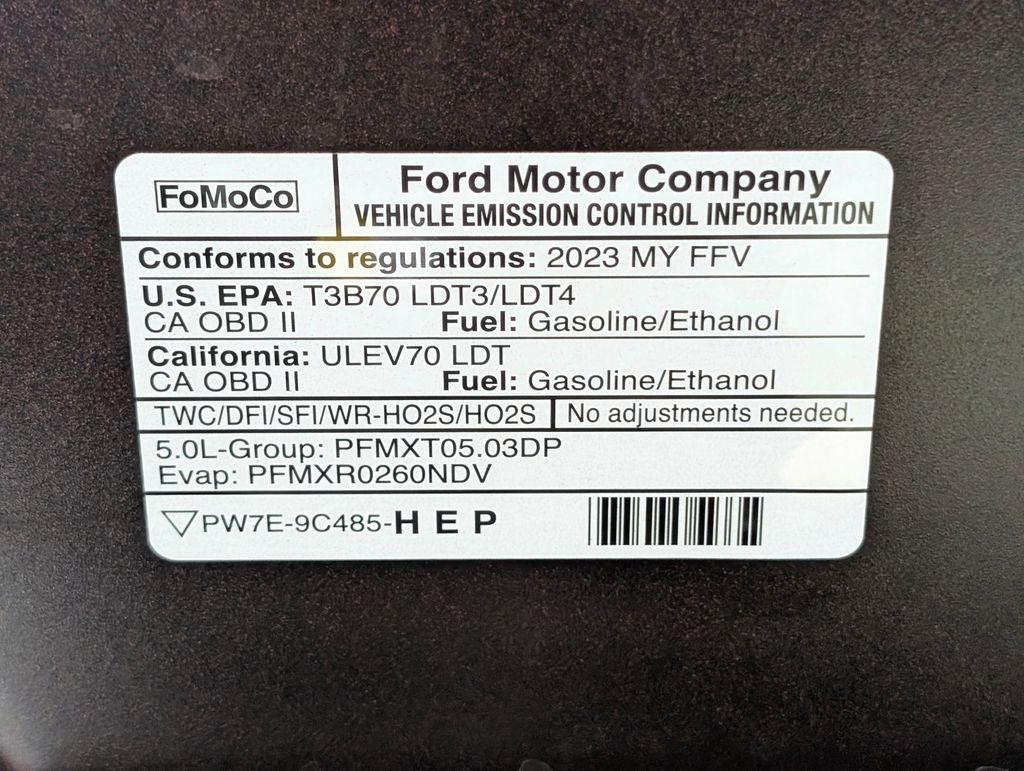 FoMoCo
Ford Motor Company
VEHICLE EMISSION CONTROL INFORMATION
Conforms to regulations: 2023 MY FFV
U.S. EPA: T3B70 LDT3/LDT4
CA OBD II Fuel: Gasoline/Ethanol
California: ULEV70 LDT
CA OBD II Fuel: Gasoline/Ethanol
TWC/DFI/SFI/WR-HO2S/HO2S No adjustments needed.
5.0L-Group: PFMXT05.03DP
Evap: PFMXR0260NDV
PW7E-9C485-H E P